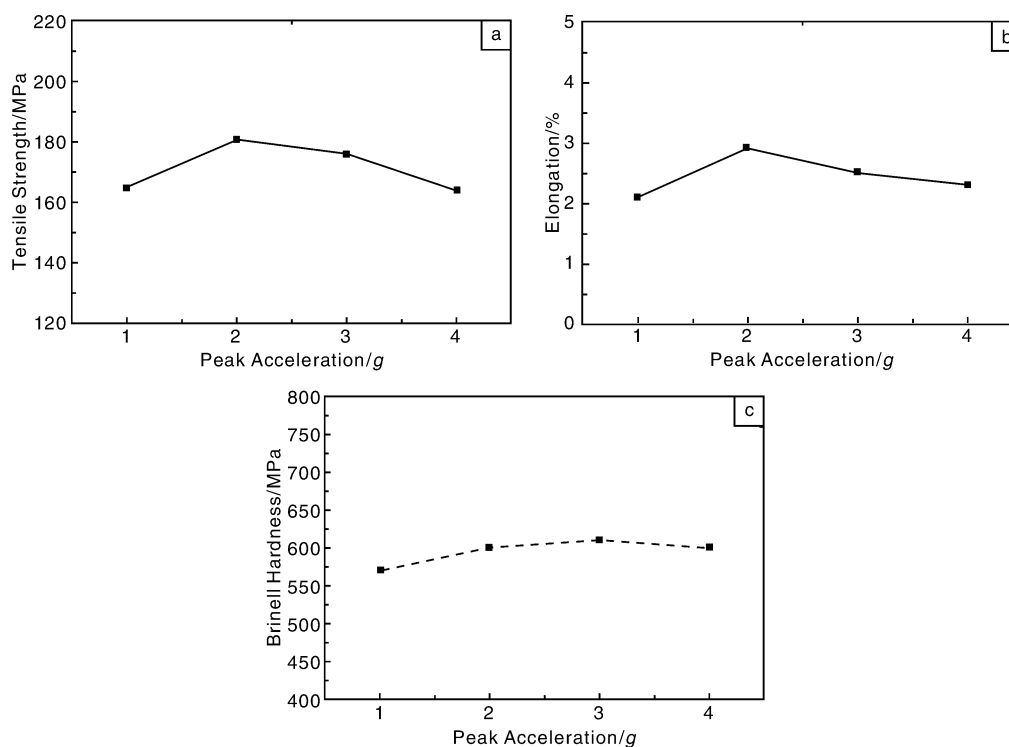 a
220
200
180
160
140
120
Tensile Strength/MPa
1 2 3 4
Peak Acceleration/g
b
5
4
3
2
1
0
Elongation/%
1 2 3 4
Peak Acceleration/g
c
800
750
700
650
600
550
500
450
400
Brinell Hardness/MPa
1 2 3 4
Peak Acceleration/g